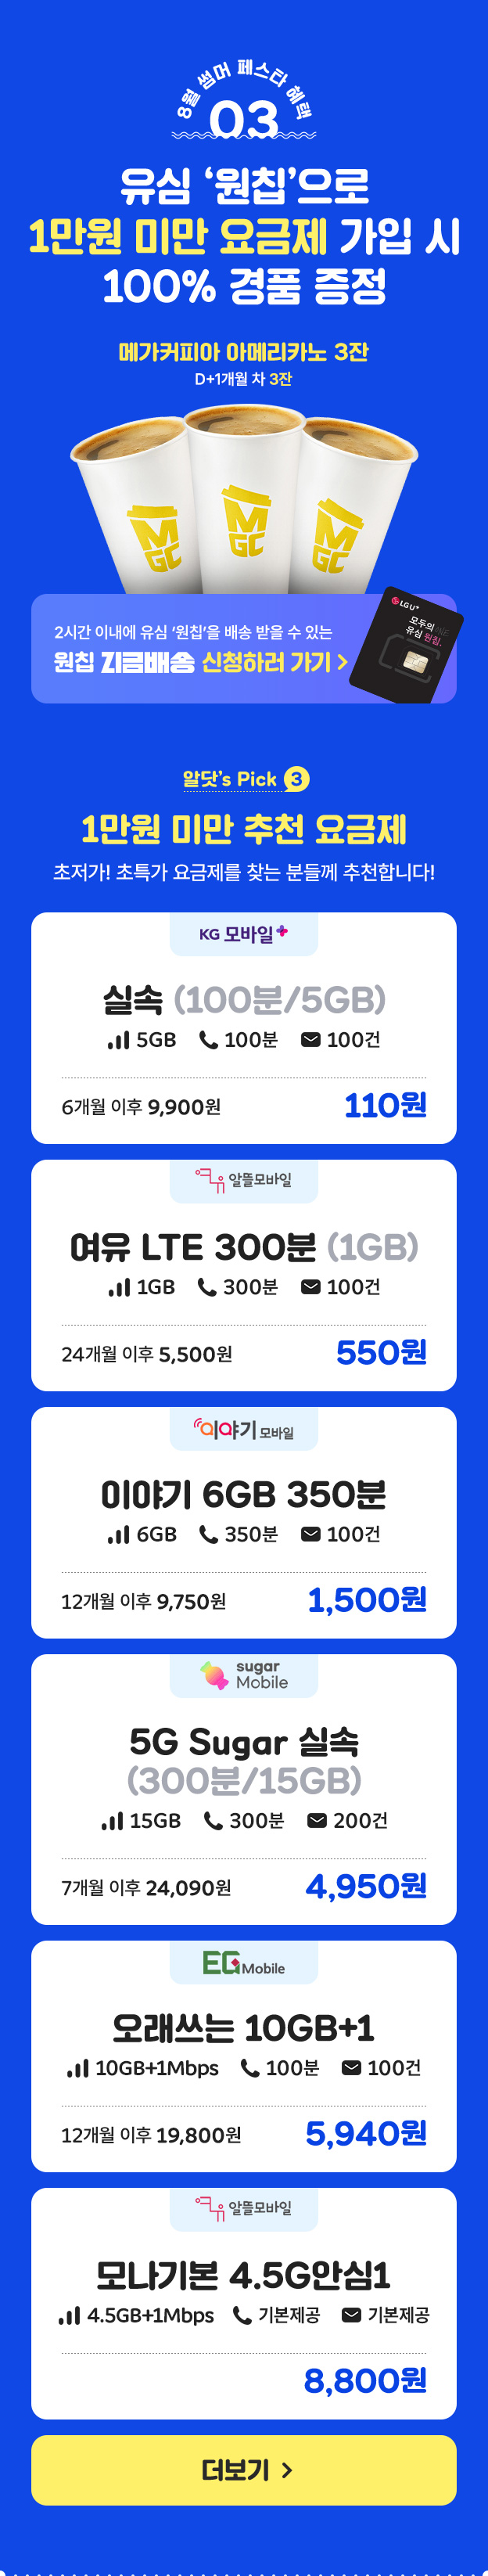 8월 썸머 페스타 혜택
03
유심 ‘원칩’으로
1만원 미만 요금제 가입 시
100% 경품 증정
메가커피아 아메리카노 3잔
D+1개월 차 3잔
MGC
MGC
MGC
2시간 이내에 유심 ‘원칩’을 배송 받을 수 있는
원칩 지금배송 신청하러 가기 >
LG U+
모두의
유심 원칩.
알닷’s Pick 3
1만원 미만 추천 요금제
초저가! 초특가 요금제를 찾는 분들께 추천합니다!
KG 모바일
실속 (100분/5GB)
5GB 100분 100건
6개월 이후 9,900원 110원
알뜰모바일
여유 LTE 300분 (1GB)
1GB 300분 100건
24개월 이후 5,500원 550원
이야기 모바일
이야기 6GB 350분
6GB 350분 100건
12개월 이후 9,750원 1,500원
sugar
Mobile
5G Sugar 실속
(300분/15GB)
15GB 300분 200건
7개월 이후 24,090원 4,950원
EG Mobile
오래쓰는 10GB+1
10GB+1Mbps 100분 100건
12개월 이후 19,800원 5,940원
알뜰모바일
모나기본 4.5G안심1
4.5GB+1Mbps 기본제공 기본제공
8,800원
더보기 >